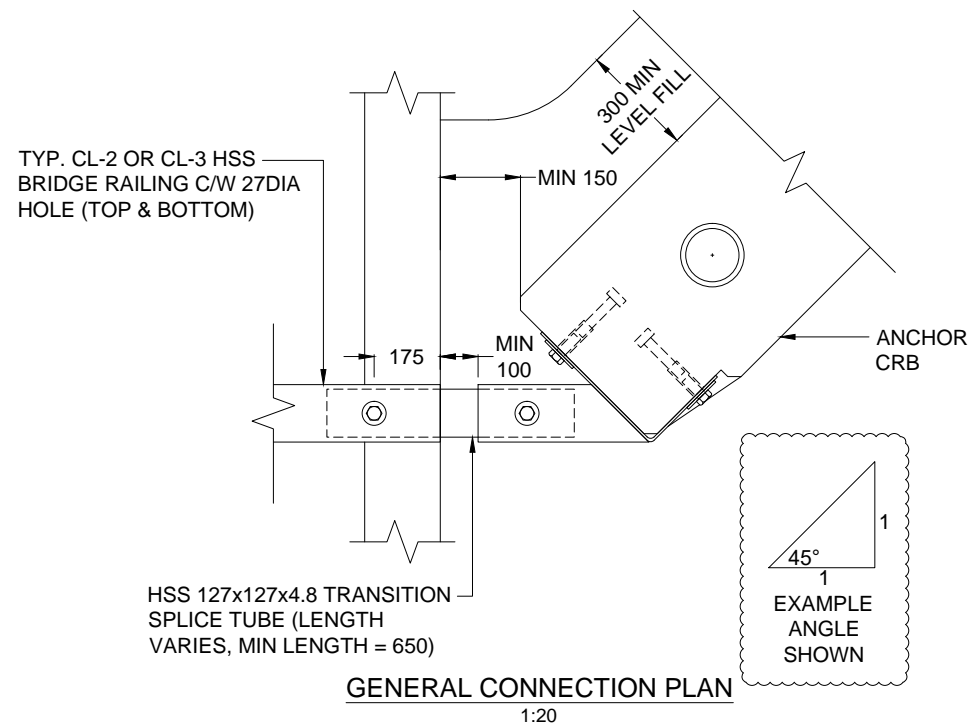 300 MIN
LEVEL FILL
TYP. CL-2 OR CL-3 HSS
BRIDGE RAILING C/W 27DIA
HOLE (TOP & BOTTOM)
MIN 150
175
MIN
100
ANCHOR
CRB
HSS 127x127x4.8 TRANSITION
SPLICE TUBE (LENGTH
VARIES, MIN LENGTH = 650)
45°
1
1
EXAMPLE
ANGLE
SHOWN
GENERAL CONNECTION PLAN
1:20